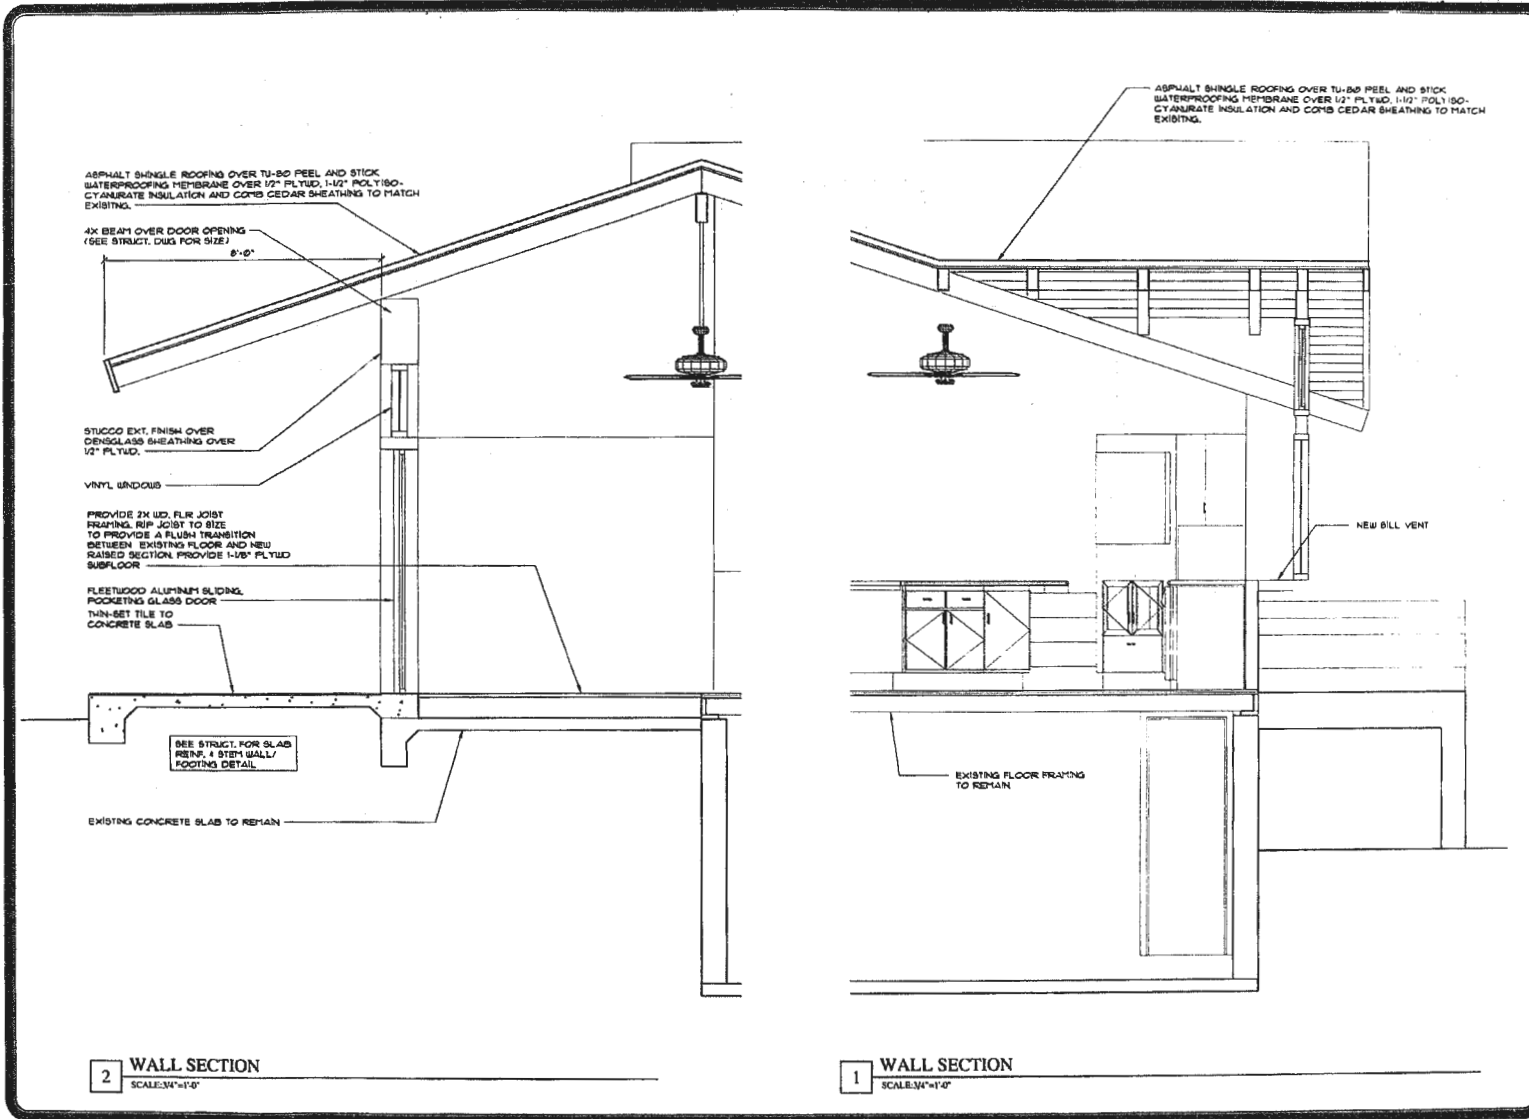 ASPHALT SHINGLE ROOFING OVER TU-80 PEEL AND STICK
WATERPROOFING MEMBRANE OVER 1/2" PLYWD, 1-1/2" POLY ISO-
CYANURATE INSULATION AND COMB CEDAR SHEATHING TO MATCH
EXISITNG.
4X BEAM OVER DOOR OPENING
(SEE STRUCT. DWG FOR SIZE)
8'-0"
STUCCO EXT. FINISH OVER
DENSGLASS SHEATHING OVER
1/2" PLYWD.
VINYL WINDOWS
PROVIDE 2X WD. FLR JOIST
FRAMING. RIP JOIST TO SIZE
TO PROVIDE A FLUSH TRANSITION
BETWEEN EXISTING FLOOR AND NEW
RAISED SECTION. PROVIDE 1-1/8" PLYWD
SUBFLOOR
FLEETWOOD ALUMINUM SLIDING,
POCKETING GLASS DOOR
THIN-SET TILE TO
CONCRETE SLAB
SEE STRUCT. FOR SLAB
REINF. & STEM WALL/
FOOTING DETAIL
EXISTING CONCRETE SLAB TO REMAIN
2 WALL SECTION
SCALE:3/4"=1'-0"
ASPHALT SHINGLE ROOFING OVER TU-80 PEEL AND STICK
WATERPROOFING MEMBRANE OVER 1/2" PLYWD, 1-1/2" POLY ISO-
CYANURATE INSULATION AND COMB CEDAR SHEATHING TO MATCH
EXISITNG.
NEW SILL VENT
EXISTING FLOOR FRAMING
TO REMAIN
1 WALL SECTION
SCALE:3/4"=1'-0"